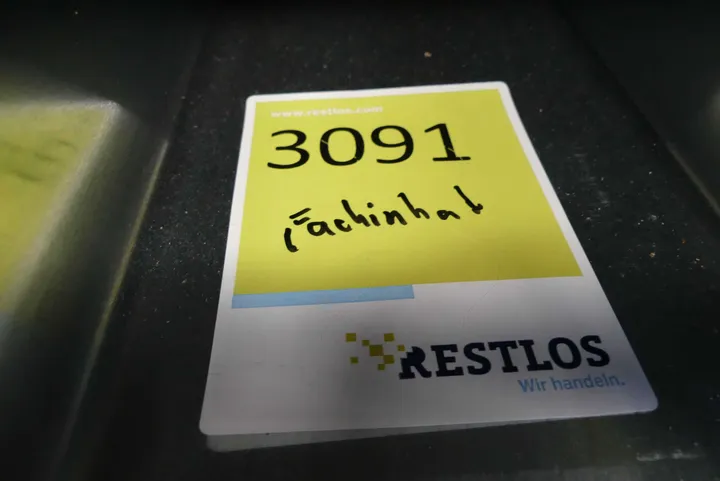 www.restlos.com
3091
Fachinhalt
RESTLOS
Wir handeln.